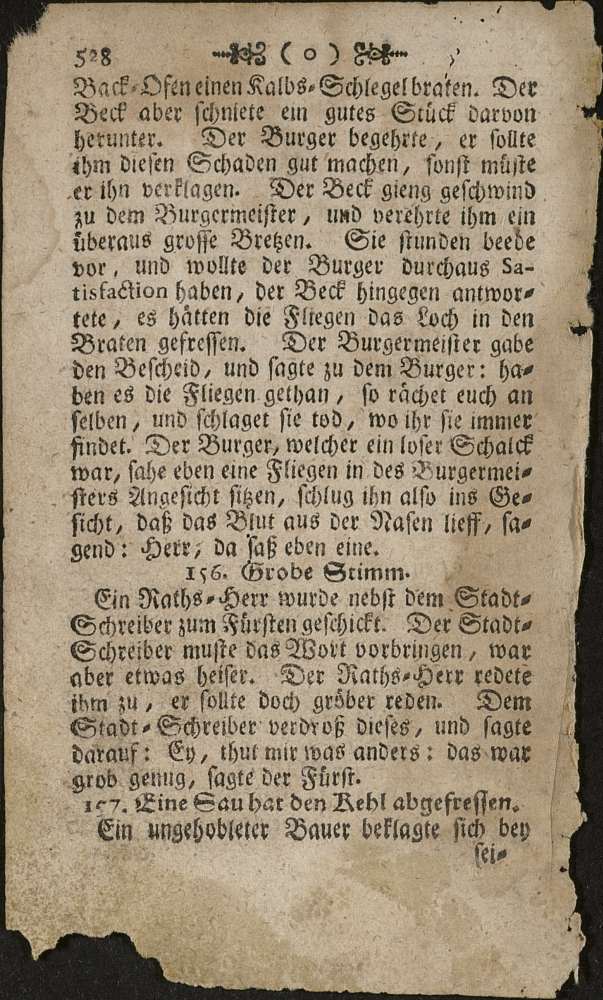 528 ( o )
Back-Ofen einen Kalbs-Schlegel braten. Der
Beck aber schniete ein gutes Stück darvon
herunter. Der Burger begehrte, er sollte
ihm diesen Schaden gut machen, sonst müste
er ihn verklagen. Der Beck gieng geschwind
zu dem Burgermeister, und verehrte ihm ein
überaus grosse Bretzen. Sie stunden beede
vor, und wollte der Burger durchaus Sa-
tisfaction haben, der Beck hingegen antwor-
tete, es hätten die Fliegen das Loch in den
Braten gefressen. Der Burgermeister gabe
den Bescheid, und sagte zu dem Burger: ha-
ben es die Fliegen gethan, so rächet euch an
selben, und schlaget sie tod, wo ihr sie immer
findet. Der Burger, welcher ein loser Schalck
war, sahe eben eine Fliegen in des Burgermei-
sters Angesicht sitzen, schlug ihn also ins Ge-
sicht, daß das Blut aus der Nasen lieff, sa-
gend: Herr, da saß eben eine.
156. Grobe Stimm.
Ein Raths-Herr wurde nebst dem Stadt-
Schreiber zum Fürsten geschickt. Der Stadt-
Schreiber muste das Wort vorbringen, war
aber etwas heiser. Der Raths-Herr redete
ihm zu, er sollte doch gröber reden. Dem
Stadt-Schreiber verdroß dieses, und sagte
darauf: Ey, thut mir was anders: das war
grob genug, sagte der Fürst.
157. Eine Sau hat den Kehl abgefressen.
Ein ungehobleter Bauer beklagte sich bey
sei-